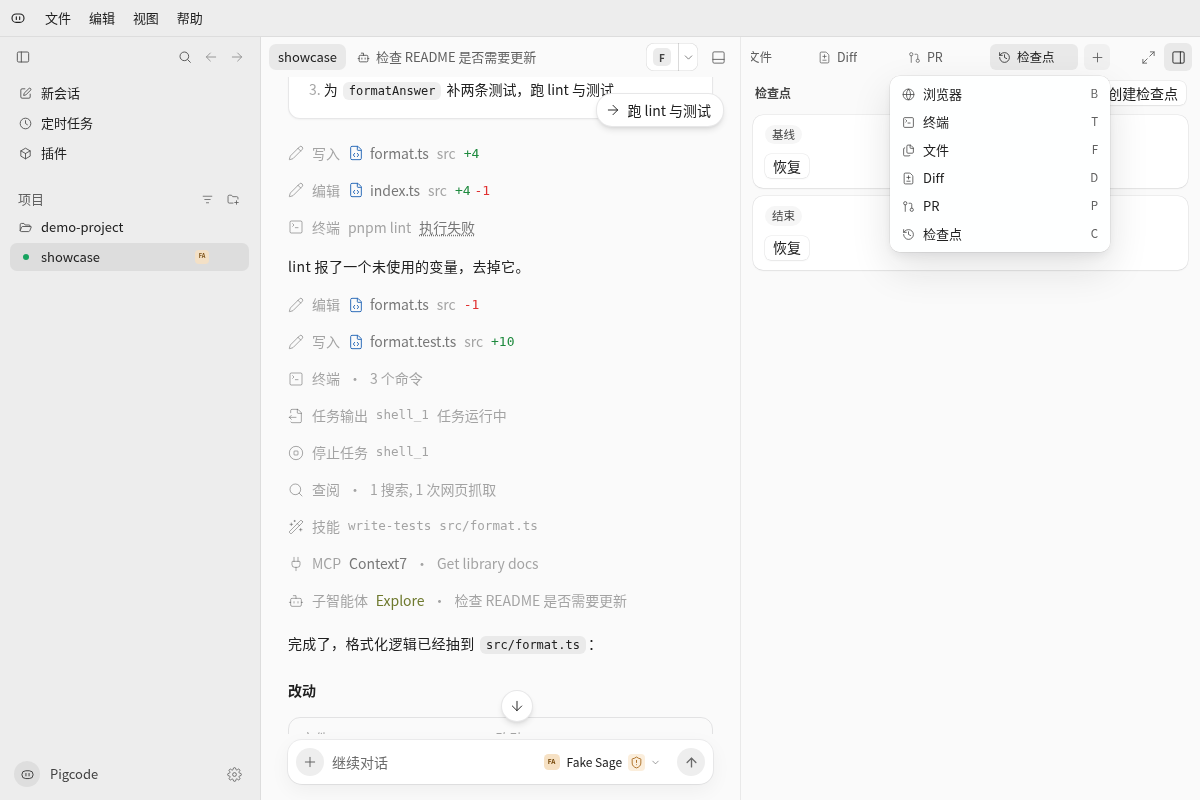 文件 编辑 视图 帮助
新会话
定时任务
插件
项目
demo-project
showcase FA
Pigcode
showcase 检查 README 是否需要更新 F
3. 为 formatAnswer 补两条测试，跑 lint 与测试
跑 lint 与测试
写入 format.ts src +4
编辑 index.ts src +4 -1
终端 pnpm lint 执行失败
lint 报了一个未使用的变量，去掉它。
编辑 format.ts src -1
写入 format.test.ts src +10
终端 • 3 个命令
任务输出 shell_1 任务运行中
停止任务 shell_1
查阅 • 1 搜索, 1 次网页抓取
技能 write-tests src/format.ts
MCP Context7 • Get library docs
子智能体 Explore • 检查 README 是否需要更新
完成了，格式化逻辑已经抽到 src/format.ts：
改动
继续对话 FA Fake Sage
文件 Diff PR 检查点
检查点 创建检查点
基线
恢复
结束
恢复
浏览器 B
终端 T
文件 F
Diff D
PR P
检查点 C